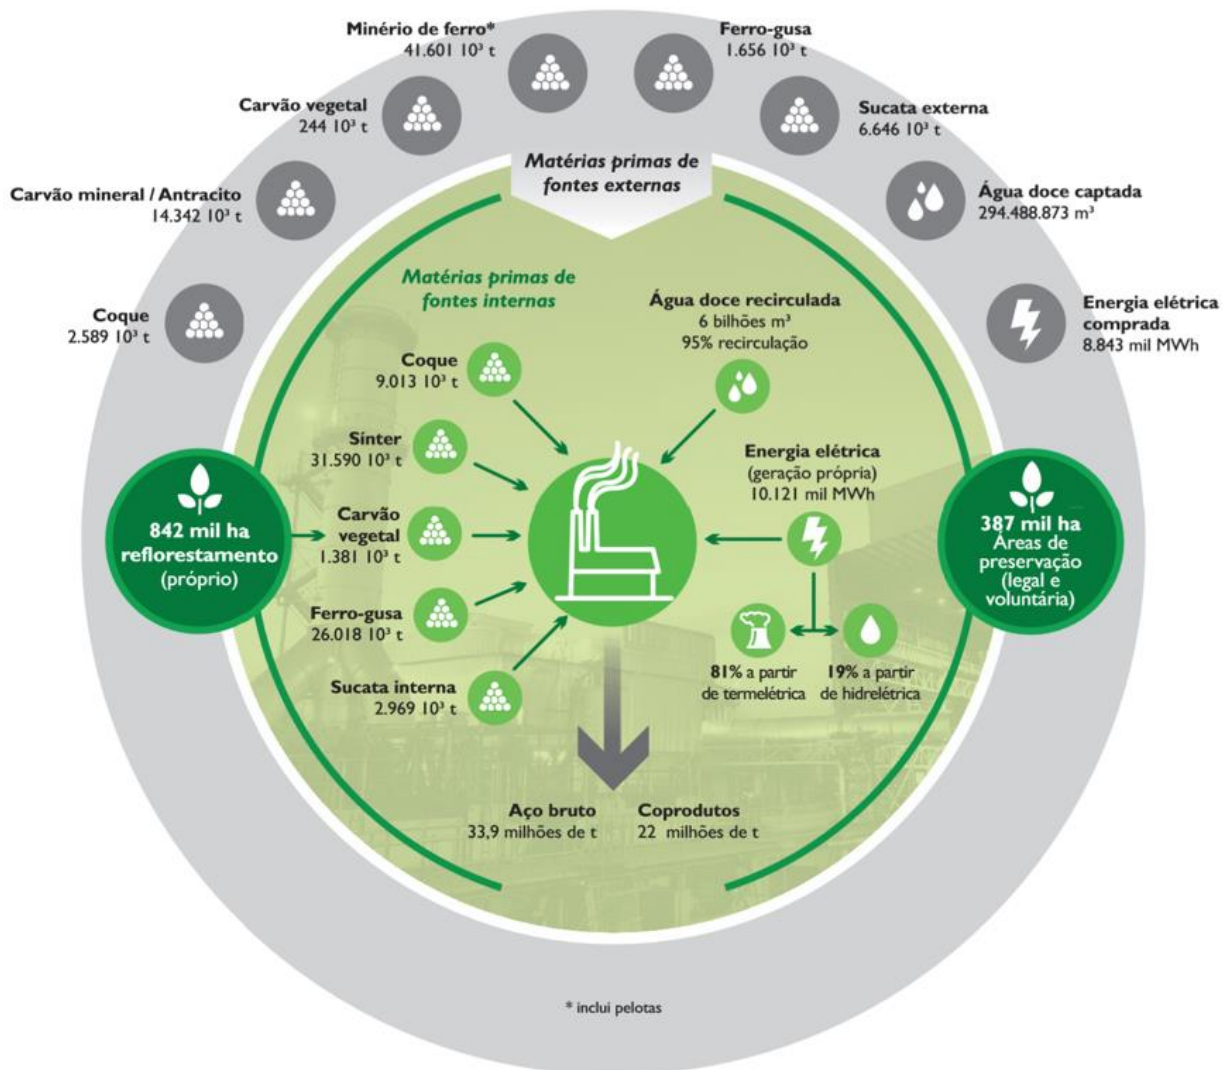 Minério de ferro*
41.601 10³ t
Ferro-gusa
1.656 10³ t
Carvão vegetal
244 10³ t
Sucata externa
6.646 10³ t
Matérias primas de
fontes externas
Carvão mineral / Antracito
14.342 10³ t
Água doce captada
294.488.873 m³
Coque
2.589 10³ t
Energia elétrica
comprada
8.843 mil MWh
Matérias primas de
fontes internas
Água doce recirculada
6 bilhões m³
95% recirculação
Coque
9.013 10³ t
Sínter
31.590 10³ t
Energia elétrica
(geração própria)
10.121 mil MWh
842 mil ha
reflorestamento
(próprio)
Carvão
vegetal
1.381 10³ t
387 mil ha
Áreas de
preservação
(legal e
voluntária)
Ferro-gusa
26.018 10³ t
81% a partir
de termelétrica
19% a partir
de hidrelétrica
Sucata interna
2.969 10³ t
Aço bruto
33,9 milhões de t
Coprodutos
22 milhões de t
* inclui pelotas